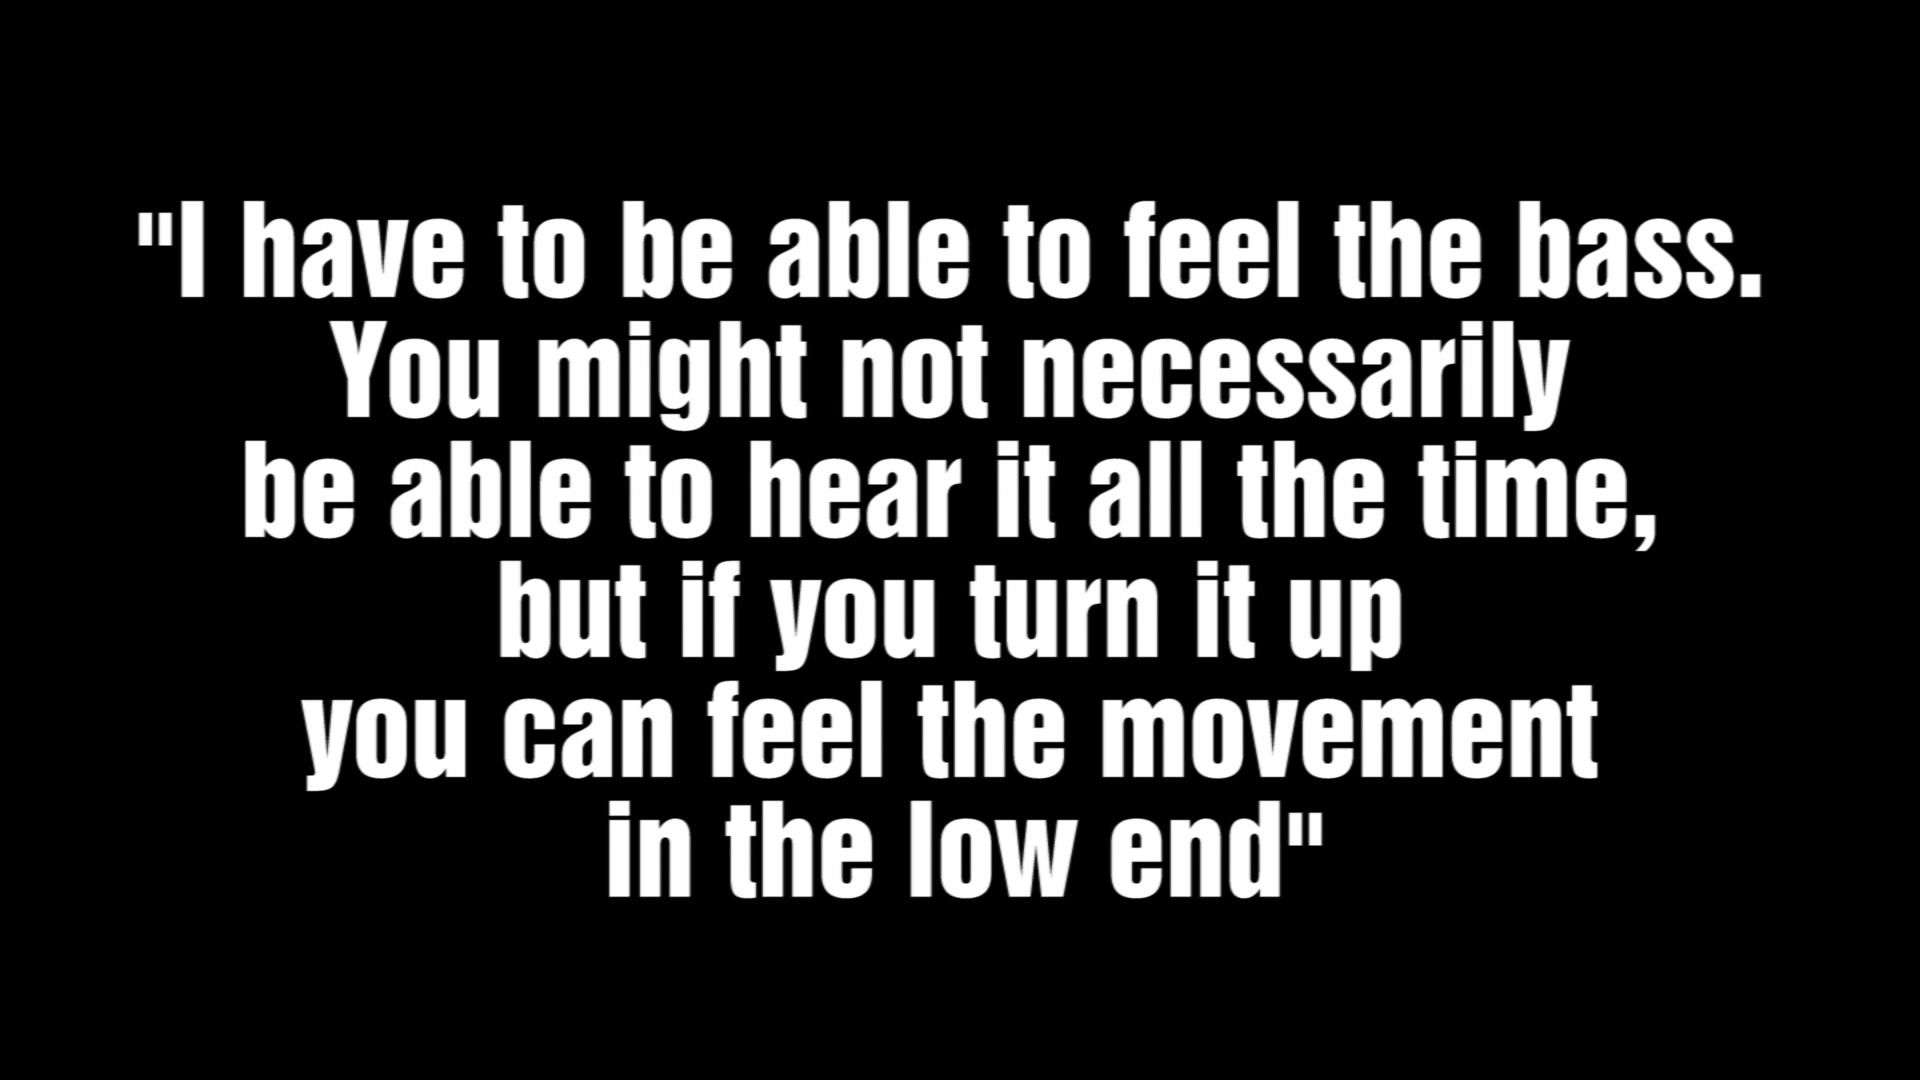 "I have to be able to feel the bass.
You might not necessarily
be able to hear it all the time,
but if you turn it up
you can feel the movement
in the low end"